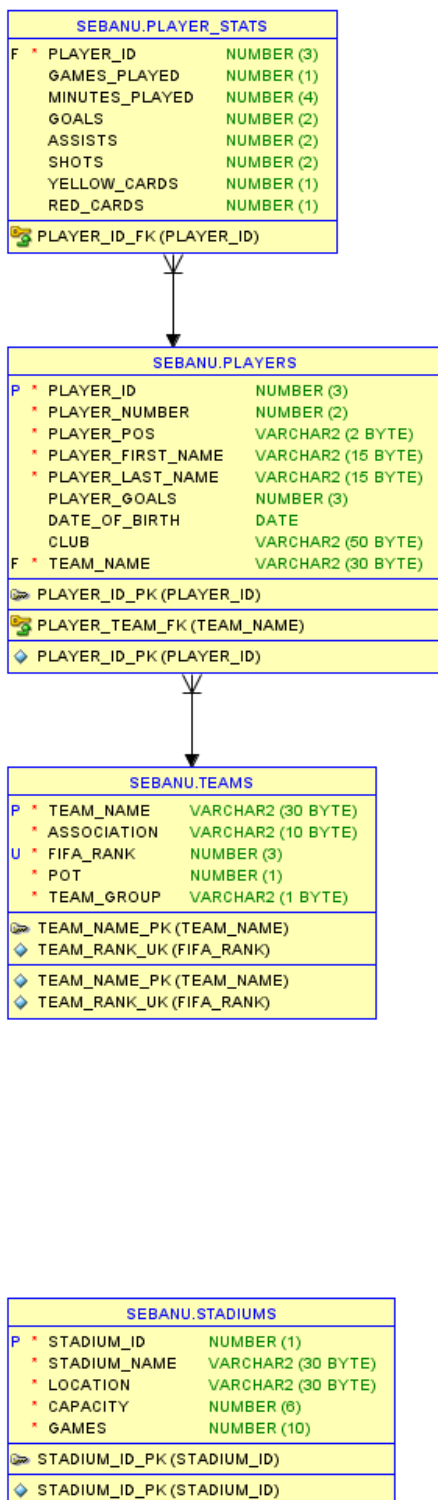 SEBANU.PLAYER_STATS
F * PLAYER_ID NUMBER (3)
GAMES_PLAYED NUMBER (1)
MINUTES_PLAYED NUMBER (4)
GOALS NUMBER (2)
ASSISTS NUMBER (2)
SHOTS NUMBER (2)
YELLOW_CARDS NUMBER (1)
RED_CARDS NUMBER (1)
PLAYER_ID_FK (PLAYER_ID)
SEBANU.PLAYERS
P * PLAYER_ID NUMBER (3)
* PLAYER_NUMBER NUMBER (2)
* PLAYER_POS VARCHAR2 (2 BYTE)
* PLAYER_FIRST_NAME VARCHAR2 (15 BYTE)
* PLAYER_LAST_NAME VARCHAR2 (15 BYTE)
PLAYER_GOALS NUMBER (3)
DATE_OF_BIRTH DATE
CLUB VARCHAR2 (50 BYTE)
F * TEAM_NAME VARCHAR2 (30 BYTE)
PLAYER_ID_PK (PLAYER_ID)
PLAYER_TEAM_FK (TEAM_NAME)
PLAYER_ID_PK (PLAYER_ID)
SEBANU.TEAMS
P * TEAM_NAME VARCHAR2 (30 BYTE)
* ASSOCIATION VARCHAR2 (10 BYTE)
U * FIFA_RANK NUMBER (3)
* POT NUMBER (1)
* TEAM_GROUP VARCHAR2 (1 BYTE)
TEAM_NAME_PK (TEAM_NAME)
TEAM_RANK_UK (FIFA_RANK)
TEAM_NAME_PK (TEAM_NAME)
TEAM_RANK_UK (FIFA_RANK)
SEBANU.STADIUMS
P * STADIUM_ID NUMBER (1)
* STADIUM_NAME VARCHAR2 (30 BYTE)
* LOCATION VARCHAR2 (30 BYTE)
* CAPACITY NUMBER (6)
* GAMES NUMBER (10)
STADIUM_ID_PK (STADIUM_ID)
STADIUM_ID_PK (STADIUM_ID)